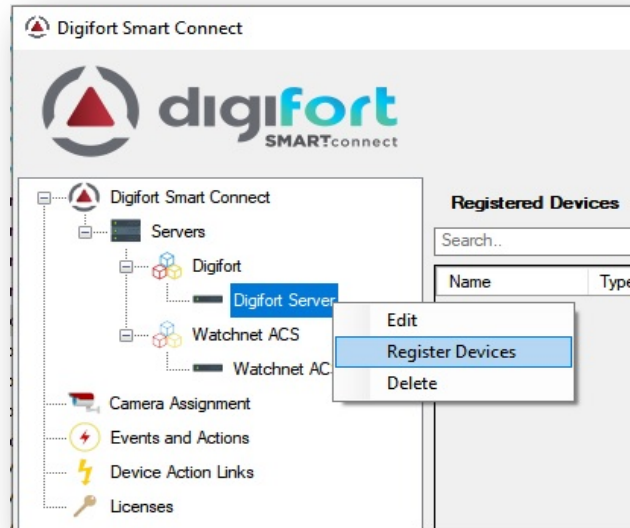 Digifort Smart Connect
digifort
SMARTconnect
Digifort Smart Connect
Servers
Digifort
Digifort Server
Watchnet ACS
Watchnet AC
Camera Assignment
Events and Actions
Device Action Links
Licenses
Registered Devices
Search..
Name Type
Edit
Register Devices
Delete